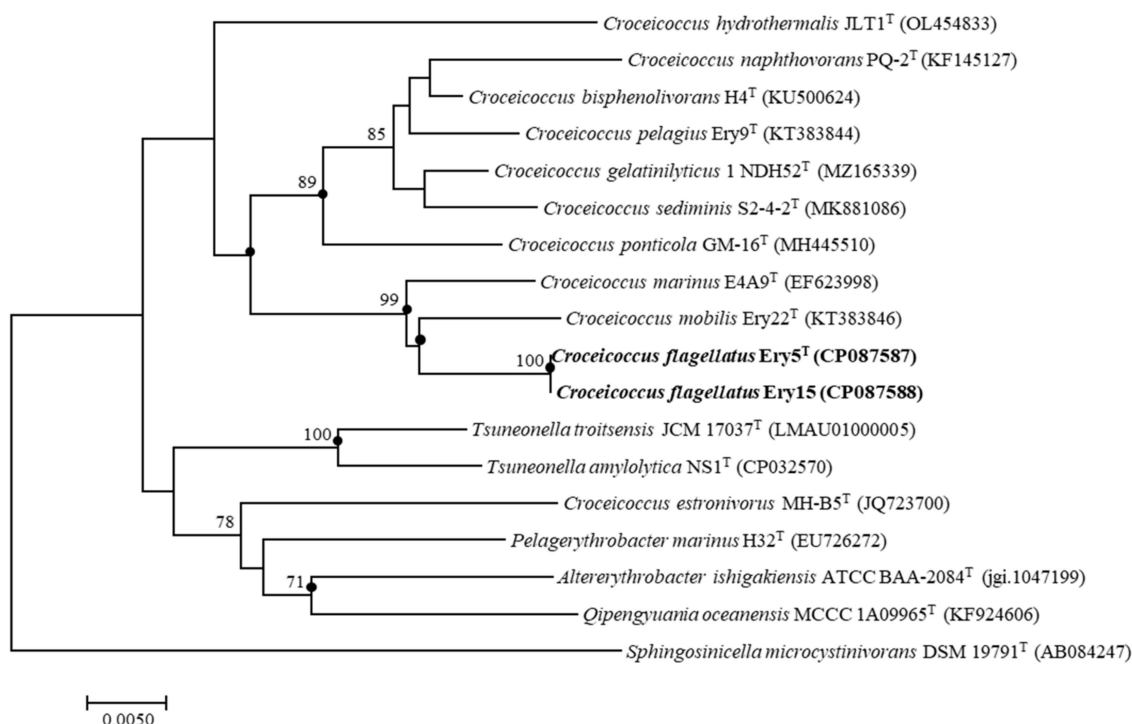 Croceicoccus hydrothermalis JLT1T (OL454833)
Croceicoccus naphthovorans PQ-2T (KF145127)
Croceicoccus bisphenolivorans H4T (KU500624)
Croceicoccus pelagius Ery9T (KT383844)
85
Croceicoccus gelatinilyticus 1 NDH52T (MZ165339)
89
Croceicoccus sediminis S2-4-2T (MK881086)
Croceicoccus ponticola GM-16T (MH445510)
Croceicoccus marinus E4A9T (EF623998)
99
Croceicoccus mobilis Ery22T (KT383846)
100 Croceicoccus flagellatus Ery5T (CP087587)
Croceicoccus flagellatus Ery15 (CP087588)
Tsuneonella troitsensis JCM 17037T (LMAU01000005)
100
Tsuneonella amylolytica NS1T (CP032570)
Croceicoccus estronivorus MH-B5T (JQ723700)
78
Pelagerythrobacter marinus H32T (EU726272)
Altererythrobacter ishigakiensis ATCC BAA-2084T (jgi.1047199)
71
Qipengyuania oceanensis MCCC 1A09965T (KF924606)
Sphingosinicella microcystinivorans DSM 19791T (AB084247)
0.0050